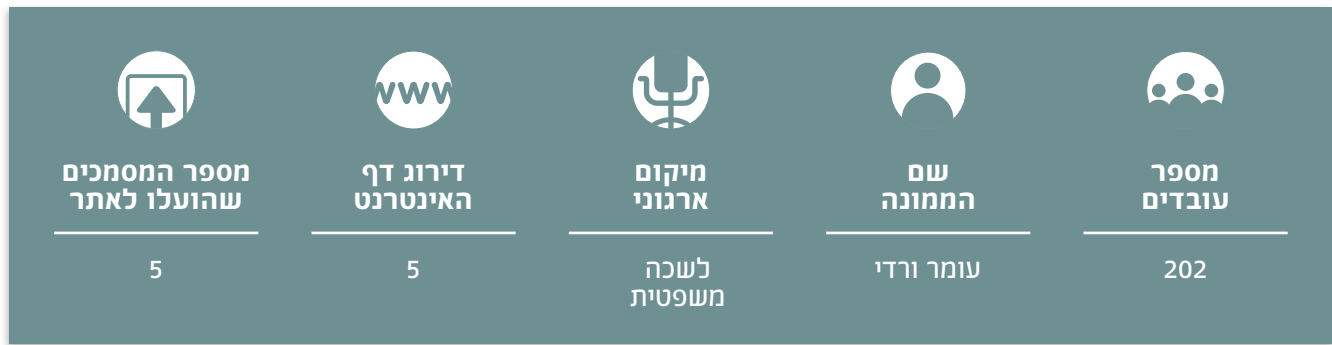 מספר
עובדים
202
שם
הממונה
עומר ורדי
מיקום
ארגוני
לשכה
משפטית
www
דירוג דף
האינטרנט
5
מספר המסמכים
שהועלו לאתר
5